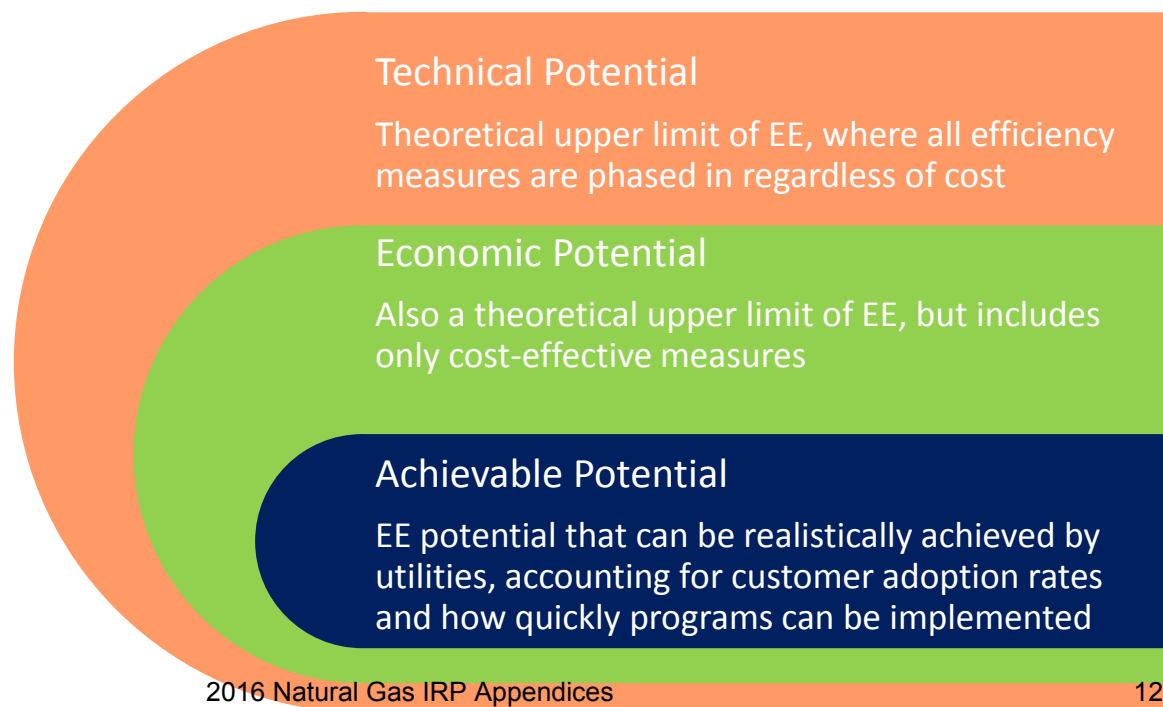 Technical Potential
Theoretical upper limit of EE, where all efficiency
measures are phased in regardless of cost
Economic Potential
Also a theoretical upper limit of EE, but includes
only cost-effective measures
Achievable Potential
EE potential that can be realistically achieved by
utilities, accounting for customer adoption rates
and how quickly programs can be implemented
2016 Natural Gas IRP Appendices 12